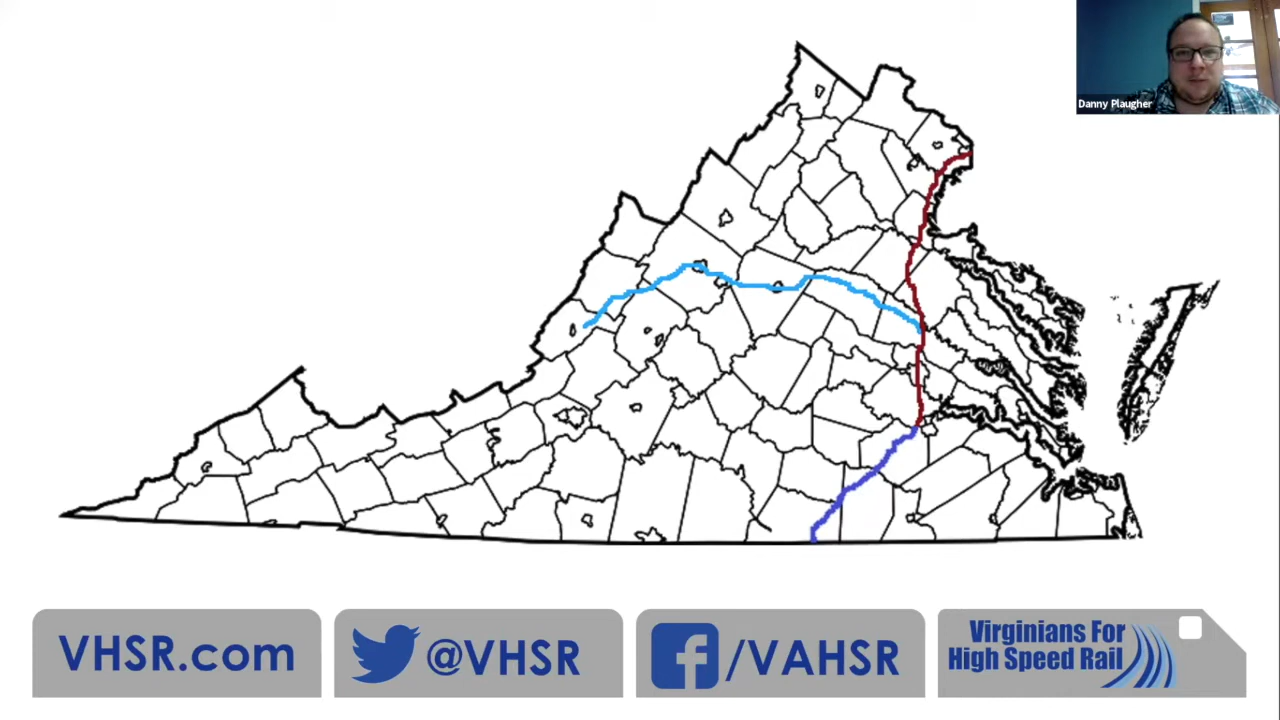 Danny Plaugher
VHSR.com
@VHSR
/VAHSR
Virginians For
High Speed Rail